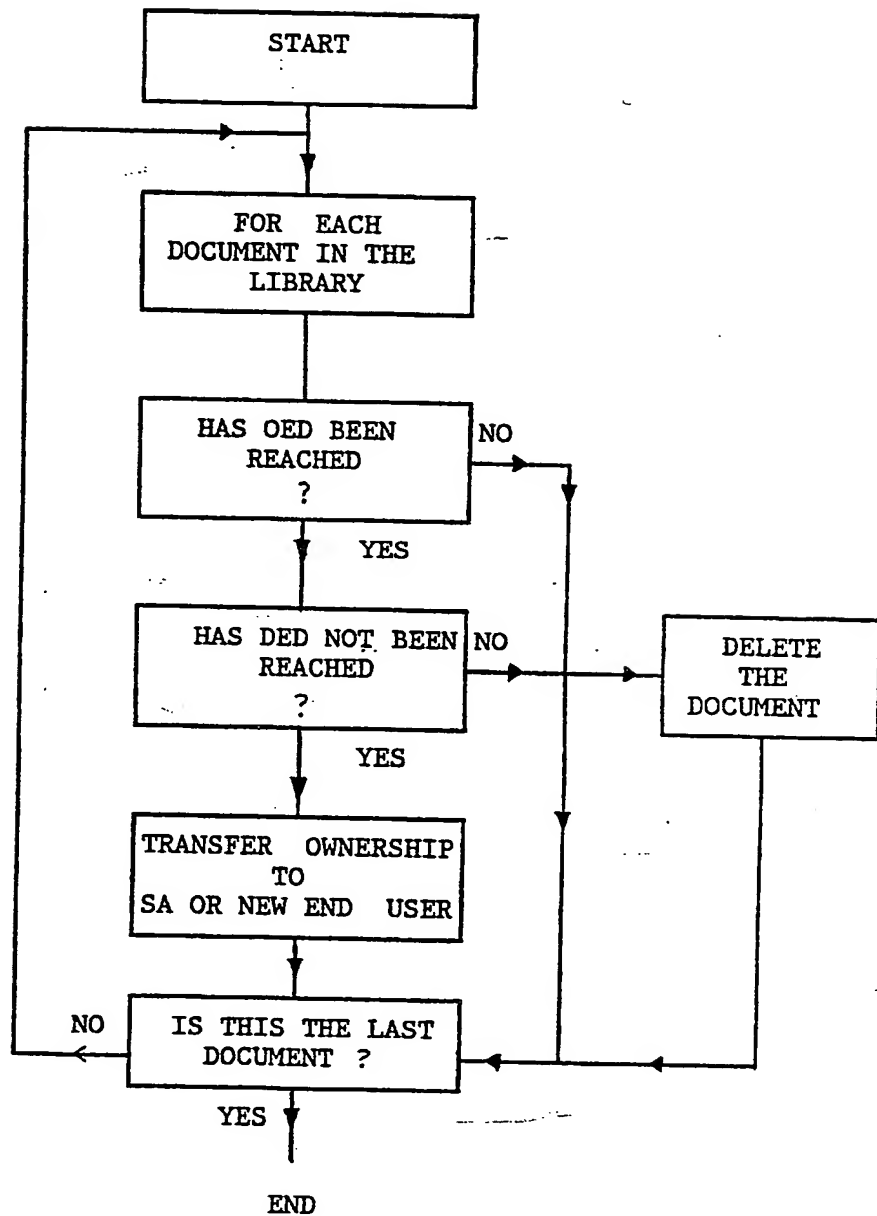 START
FOR EACH
DOCUMENT IN THE
LIBRARY
HAS OED BEEN
REACHED
?
NO
YES
HAS DED NOT BEEN
REACHED
?
NO
DELETE
THE
DOCUMENT
YES
TRANSFER OWNERSHIP
TO
SA OR NEW END USER
NO
IS THIS THE LAST
DOCUMENT ?
YES
END